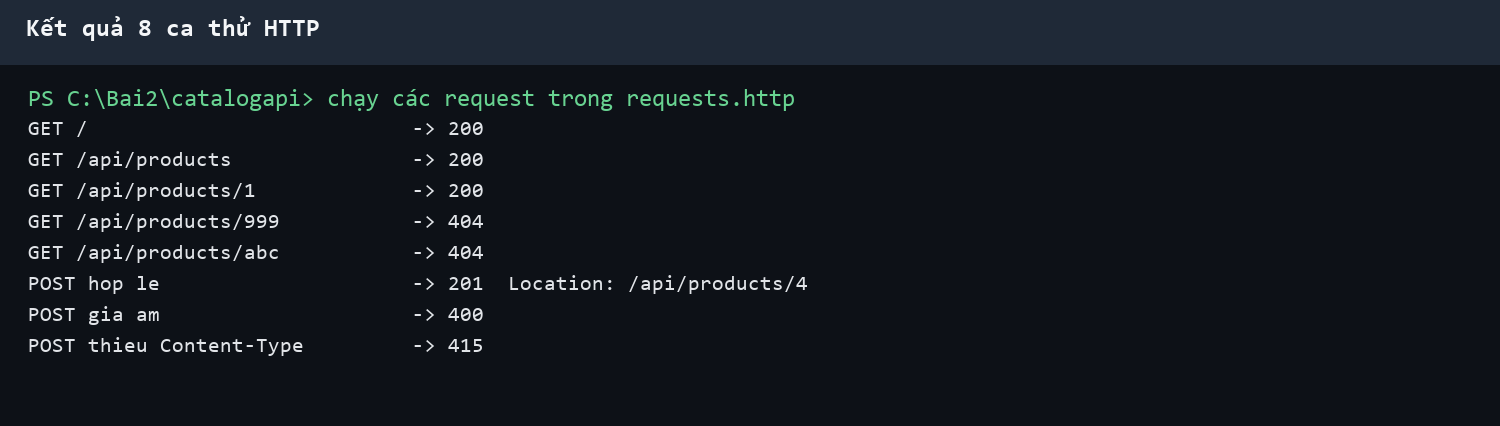 Kết quả 8 ca thử HTTP
PS C:\Bai2\catalogapi> chạy các request trong requests.http
GET / -> 200
GET /api/products -> 200
GET /api/products/1 -> 200
GET /api/products/999 -> 404
GET /api/products/abc -> 404
POST hop le -> 201 Location: /api/products/4
POST gia am -> 400
POST thieu Content-Type -> 415